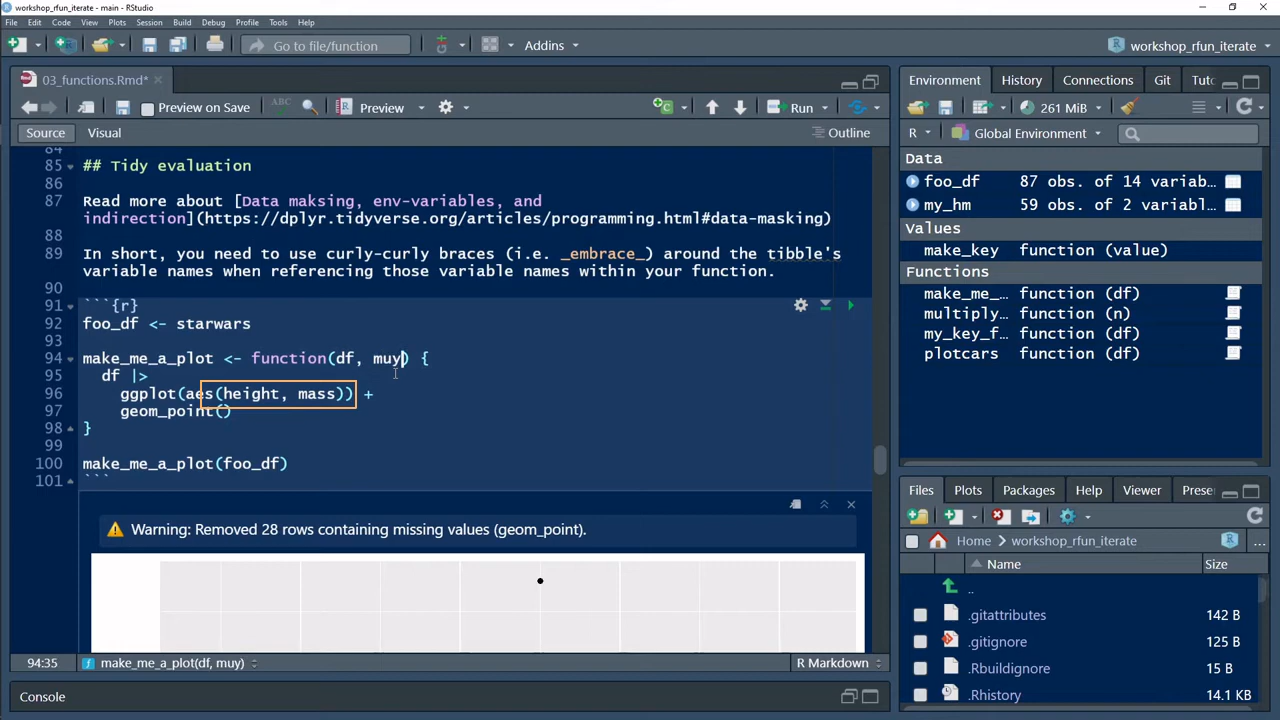 workshop_rfun_iterate - main - RStudio
File Edit Code View Plots Session Build Debug Profile Tools Help
Go to file/function Addins workshop_rfun_iterate
03_functions.Rmd*
Preview on Save ABC Preview Run
Source Visual Outline
84
85 ## Tidy evaluation
86
87 Read more about [Data maksing, env-variables, and
indirection](https://dplyr.tidyverse.org/articles/programming.html#data-masking)
88
89 In short, you need to use curly-curly braces (i.e. _embrace_) around the tibble's
variable names when referencing those variable names within your function.
90
91 ```{r}
92 foo_df <- starwars
93
94 make_me_a_plot <- function(df, muy) {
95 df |>
96 ggplot(aes(height, mass)) +
97 geom_point()
98 }
99
100 make_me_a_plot(foo_df)
101 ```
Warning: Removed 28 rows containing missing values (geom_point).
94:35 make_me_a_plot(df, muy) R Markdown
Console
Environment History Connections Git Tuto
261 MiB
R Global Environment
Data
foo_df 87 obs. of 14 variab...
my_hm 59 obs. of 2 variab...
Values
make_key function (value)
Functions
make_me_... function (df)
multiply... function (n)
my_key_f... function (df)
plotcars function (df)
Files Plots Packages Help Viewer Prese
Home workshop_rfun_iterate ...
Name Size
..
.gitattributes 142 B
.gitignore 125 B
.Rbuildignore 15 B
.Rhistory 14.1 KB